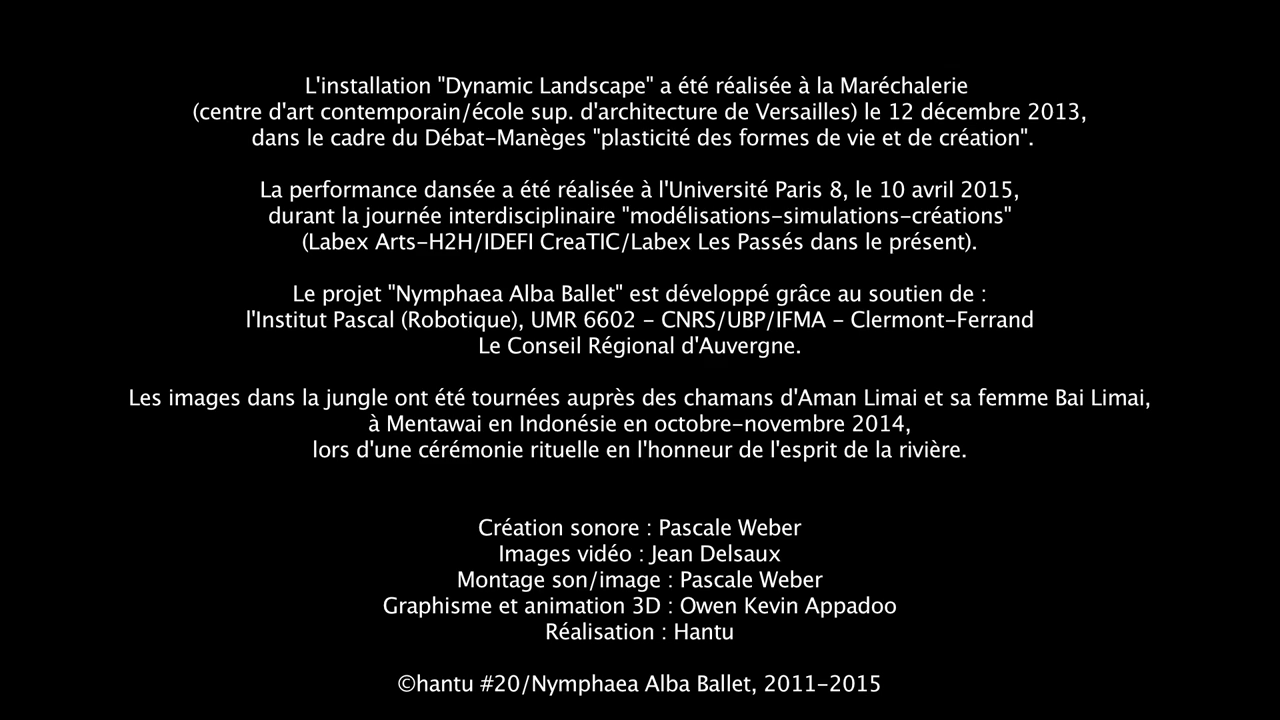 L'installation "Dynamic Landscape" a été réalisée à la Maréchalerie
(centre d'art contemporain/école sup. d'architecture de Versailles) le 12 décembre 2013,
dans le cadre du Débat-Manèges "plasticité des formes de vie et de création".
La performance dansée a été réalisée à l'Université Paris 8, le 10 avril 2015,
durant la journée interdisciplinaire "modélisations-simulations-créations"
(Labex Arts-H2H/IDEFI CreaTIC/Labex Les Passés dans le présent).
Le projet "Nymphaea Alba Ballet" est développé grâce au soutien de :
l'Institut Pascal (Robotique), UMR 6602 - CNRS/UBP/IFMA - Clermont-Ferrand
Le Conseil Régional d'Auvergne.
Les images dans la jungle ont été tournées auprès des chamans d'Aman Limai et sa femme Bai Limai,
à Mentawai en Indonésie en octobre-novembre 2014,
lors d'une cérémonie rituelle en l'honneur de l'esprit de la rivière.
Création sonore : Pascale Weber
Images vidéo : Jean Delsaux
Montage son/image : Pascale Weber
Graphisme et animation 3D : Owen Kevin Appadoo
Réalisation : Hantu
©hantu #20/Nymphaea Alba Ballet, 2011-2015